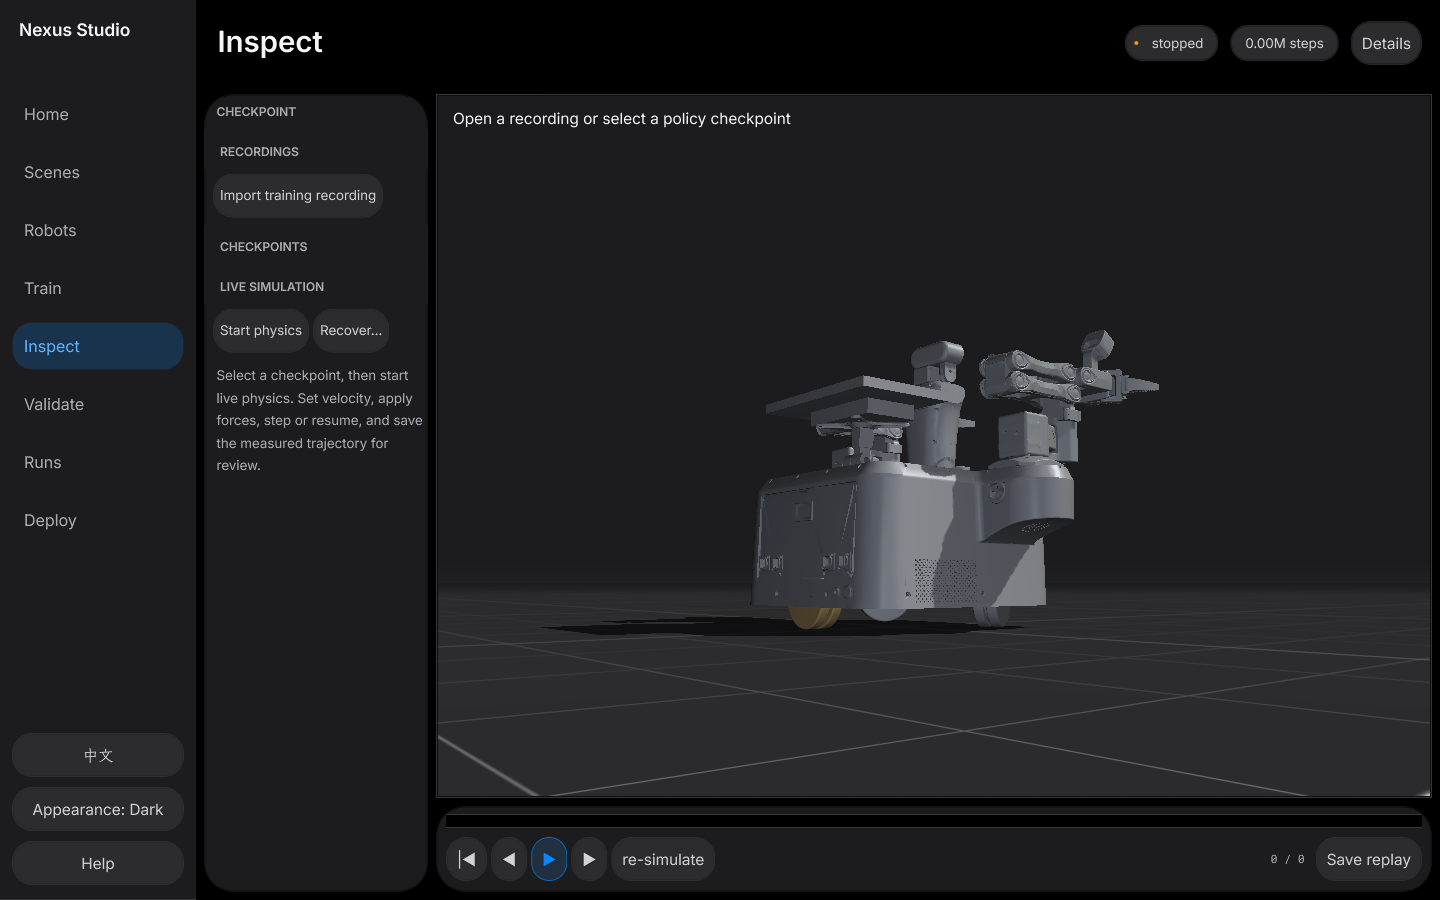 Nexus Studio
Home
Scenes
Robots
Train
Inspect
Validate
Runs
Deploy
中文
Appearance: Dark
Help
Inspect
stopped
0.00M steps
Details
CHECKPOINT
RECORDINGS
Import training recording
CHECKPOINTS
LIVE SIMULATION
Start physics
Recover...
Select a checkpoint, then start
live physics. Set velocity, apply
forces, step or resume, and save
the measured trajectory for
review.
Open a recording or select a policy checkpoint
re-simulate
0 / 0
Save replay